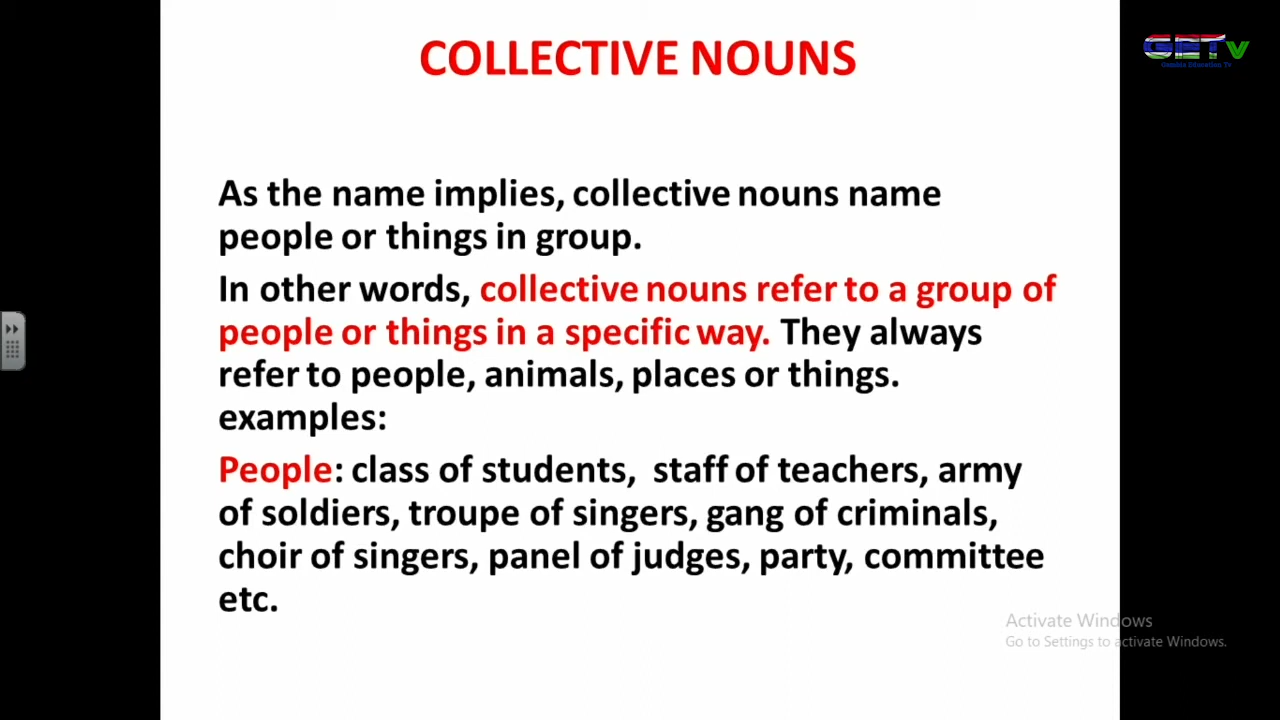 COLLECTIVE NOUNS
GETv
Gambia Education Tv
As the name implies, collective nouns name
people or things in group.
In other words, collective nouns refer to a group of
people or things in a specific way. They always
refer to people, animals, places or things.
examples:
People: class of students,  staff of teachers, army
of soldiers, troupe of singers, gang of criminals,
choir of singers, panel of judges, party, committee
etc.
Activate Windows
Go to Settings to activate Windows.